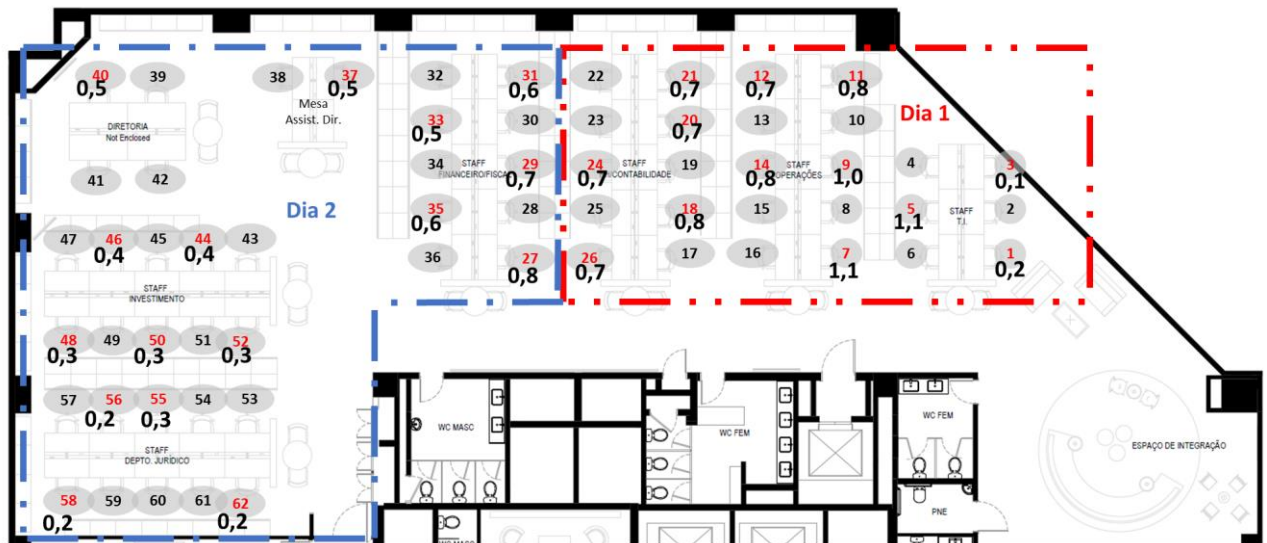 40 39 38 37 32 31 22 21 12 11
0,5 0,5 0,6 0,7 0,7 0,8
Mesa
Assist. Dir.
DIRETORIA
Not Enclosed
33 30 23 20 13 10 Dia 1
0,5 0,7
34 STAFF 29 24 STAFF 19 14 STAFF 9 4 3
FINANCEIRO/FISCAL CONTABILIDADE OPERAÇÕES
0,7 0,7 0,8 1,0 0,1
41 42
Dia 2
35 28 25 18 15 8 5 STAFF 2
T.I.
0,6 0,8 1,1
47 46 45 44 43
0,4 0,4
36 27 26 17 16 7 6 1
0,8 0,7 1,1 0,2
STAFF
INVESTIMENTO
48 49 50 51 52
0,3 0,3 0,3
57 56 55 54 53
0,2 0,3
STAFF
DEPTO. JURÍDICO
58 59 60 61 62
0,2 0,2
WC MASC
WC FEM
WC FEM
ESPAÇO DE INTEGRAÇÃO
PNE
WC MASC